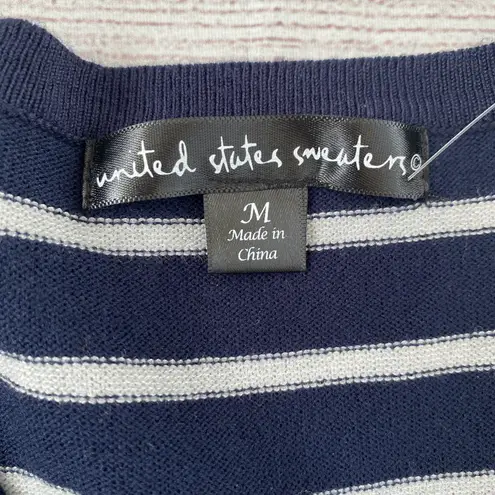 united states sweaters©
M
Made in
China